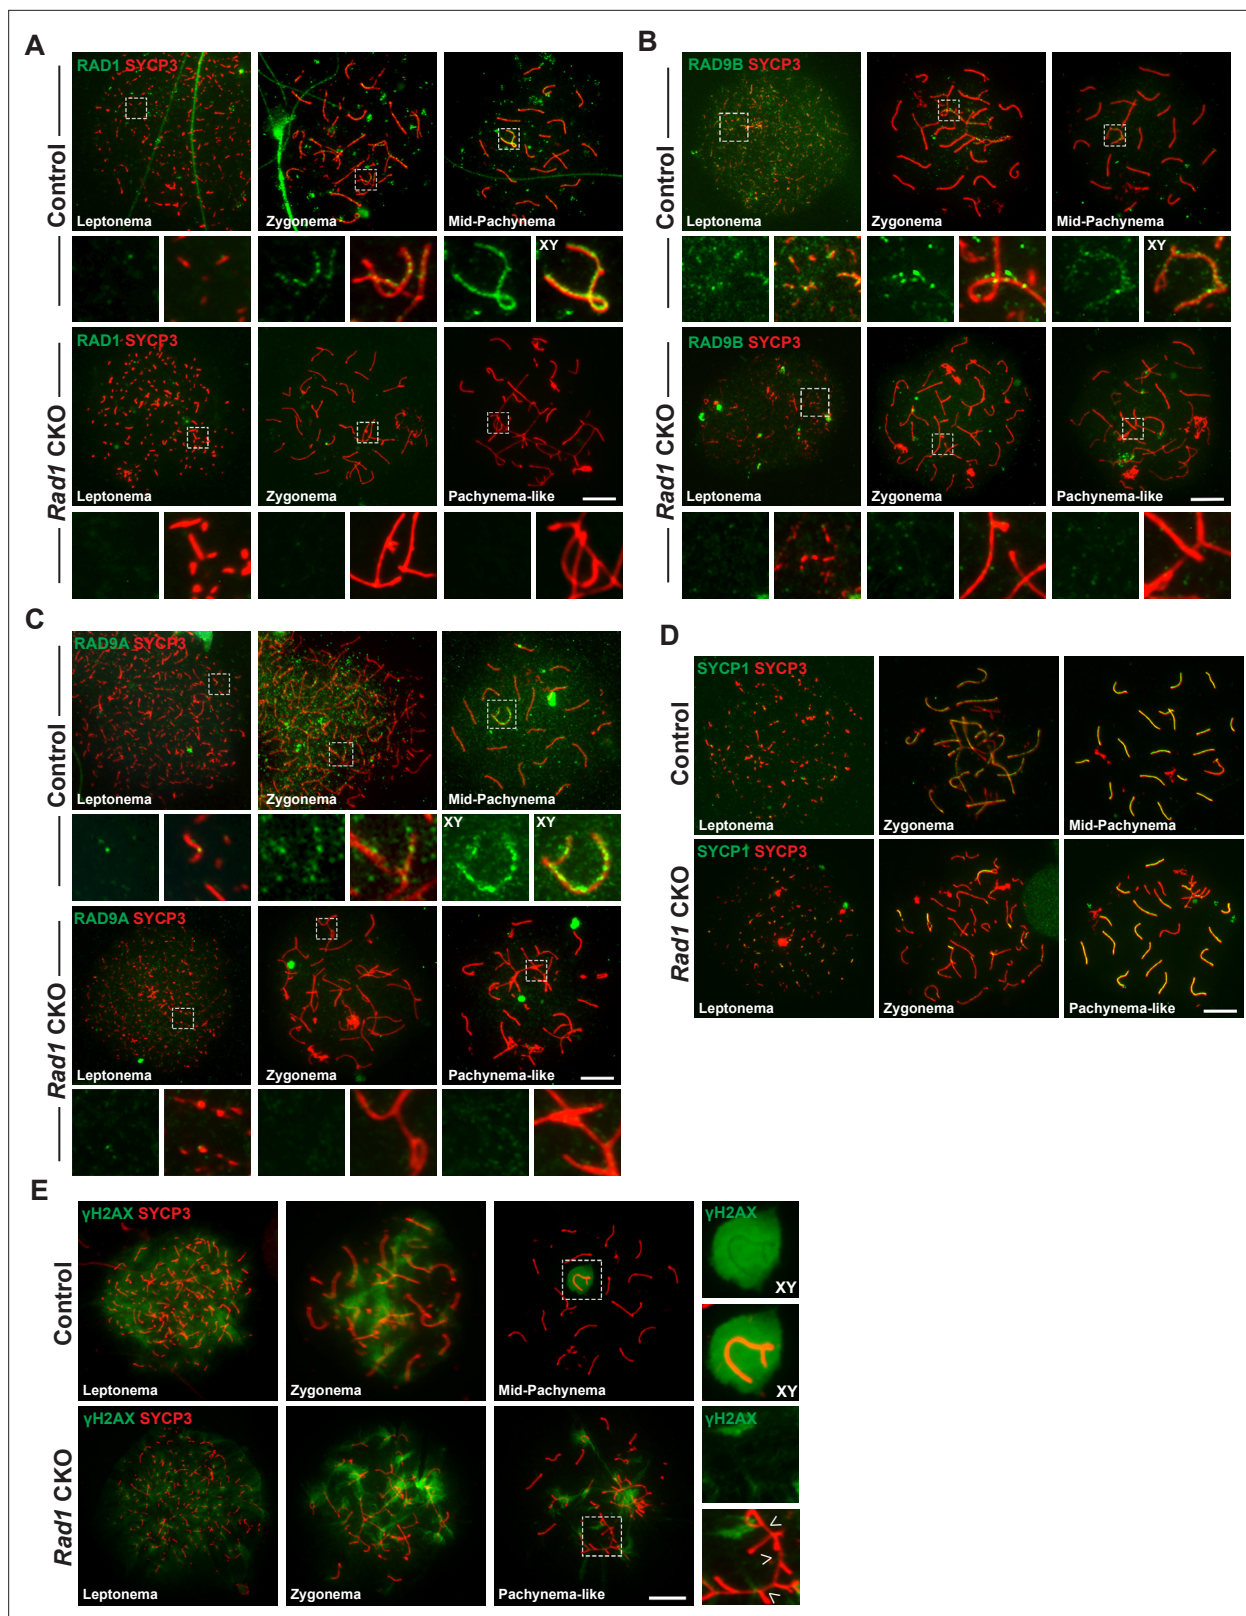 A
Control
RAD1 SYCP3
Leptonema
Zygonema
Mid-Pachynema
XY
Rad1 CKO
RAD1 SYCP3
Leptonema
Zygonema
Pachynema-like
B
Control
RAD9B SYCP3
Leptonema
Zygonema
Mid-Pachynema
XY
Rad1 CKO
RAD9B SYCP3
Leptonema
Zygonema
Pachynema-like
C
Control
RAD9A SYCP3
Leptonema
Zygonema
Mid-Pachynema
XY
XY
Rad1 CKO
RAD9A SYCP3
Leptonema
Zygonema
Pachynema-like
D
Control
SYCP1 SYCP3
Leptonema
Zygonema
Mid-Pachynema
Rad1 CKO
SYCP1 SYCP3
Leptonema
Zygonema
Pachynema-like
E
Control
γH2AX SYCP3
Leptonema
Zygonema
Mid-Pachynema
γH2AX
XY
XY
Rad1 CKO
γH2AX SYCP3
Leptonema
Zygonema
Pachynema-like
γH2AX